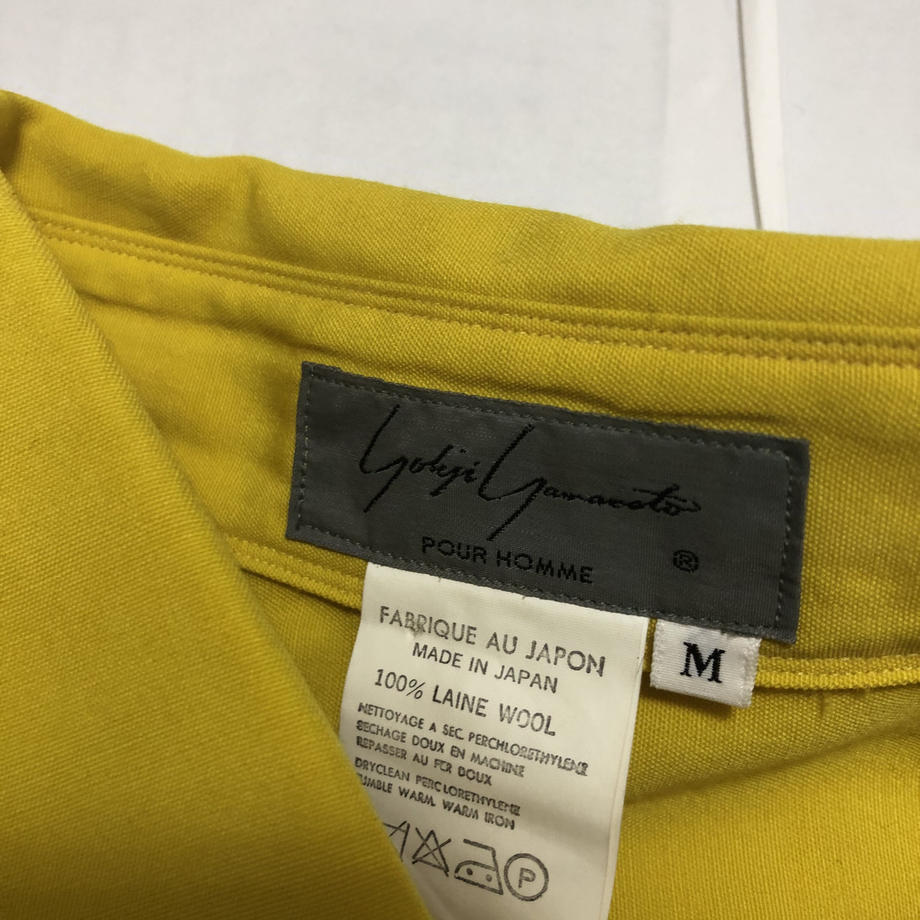 Yohji Yamamoto
POUR HOMME ®
M
FABRIQUE AU JAPON
MADE IN JAPAN
100% LAINE WOOL
NETTOYAGE A SEC. PERCHLORETHYLENE
SECHAGE DOUX EN MACHINE
REPASSER AU FER DOUX
DRYCLEAN PERCLORETHYLENE
TUMBLE WARM, WARM IRON
P